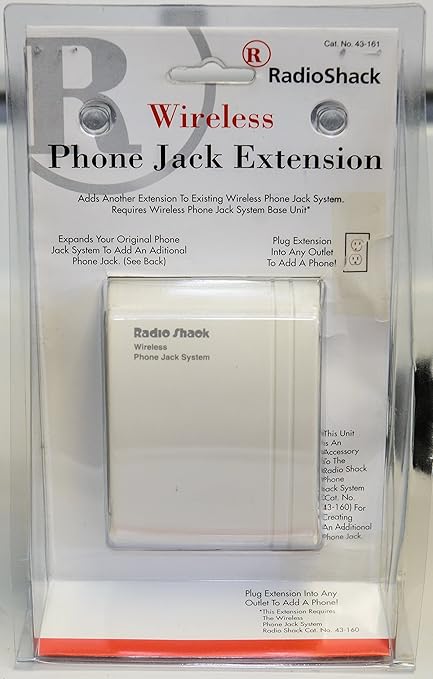 Cat. No. 43-161
R
R
RadioShack
Wireless
Phone Jack Extension
Adds Another Extension To Existing Wireless Phone Jack System.
Requires Wireless Phone Jack System Base Unit*
Expands Your Original Phone
Jack System To Add An Aditional
Phone Jack. (See Back)
Plug Extension
Into Any Outlet
To Add A Phone!
Radio Shack
Wireless
Phone Jack System
This Unit
is An
Accessory
To The
Radio Shack
Phone
Jack System
Cat. No.
43-160) For
Creating
An Additional
Phone Jack.
Plug Extension Into Any
Outlet To Add A Phone!
*This Extension Requires
The Wireless
Phone Jack System
Radio Shack Cat. No. 43-160